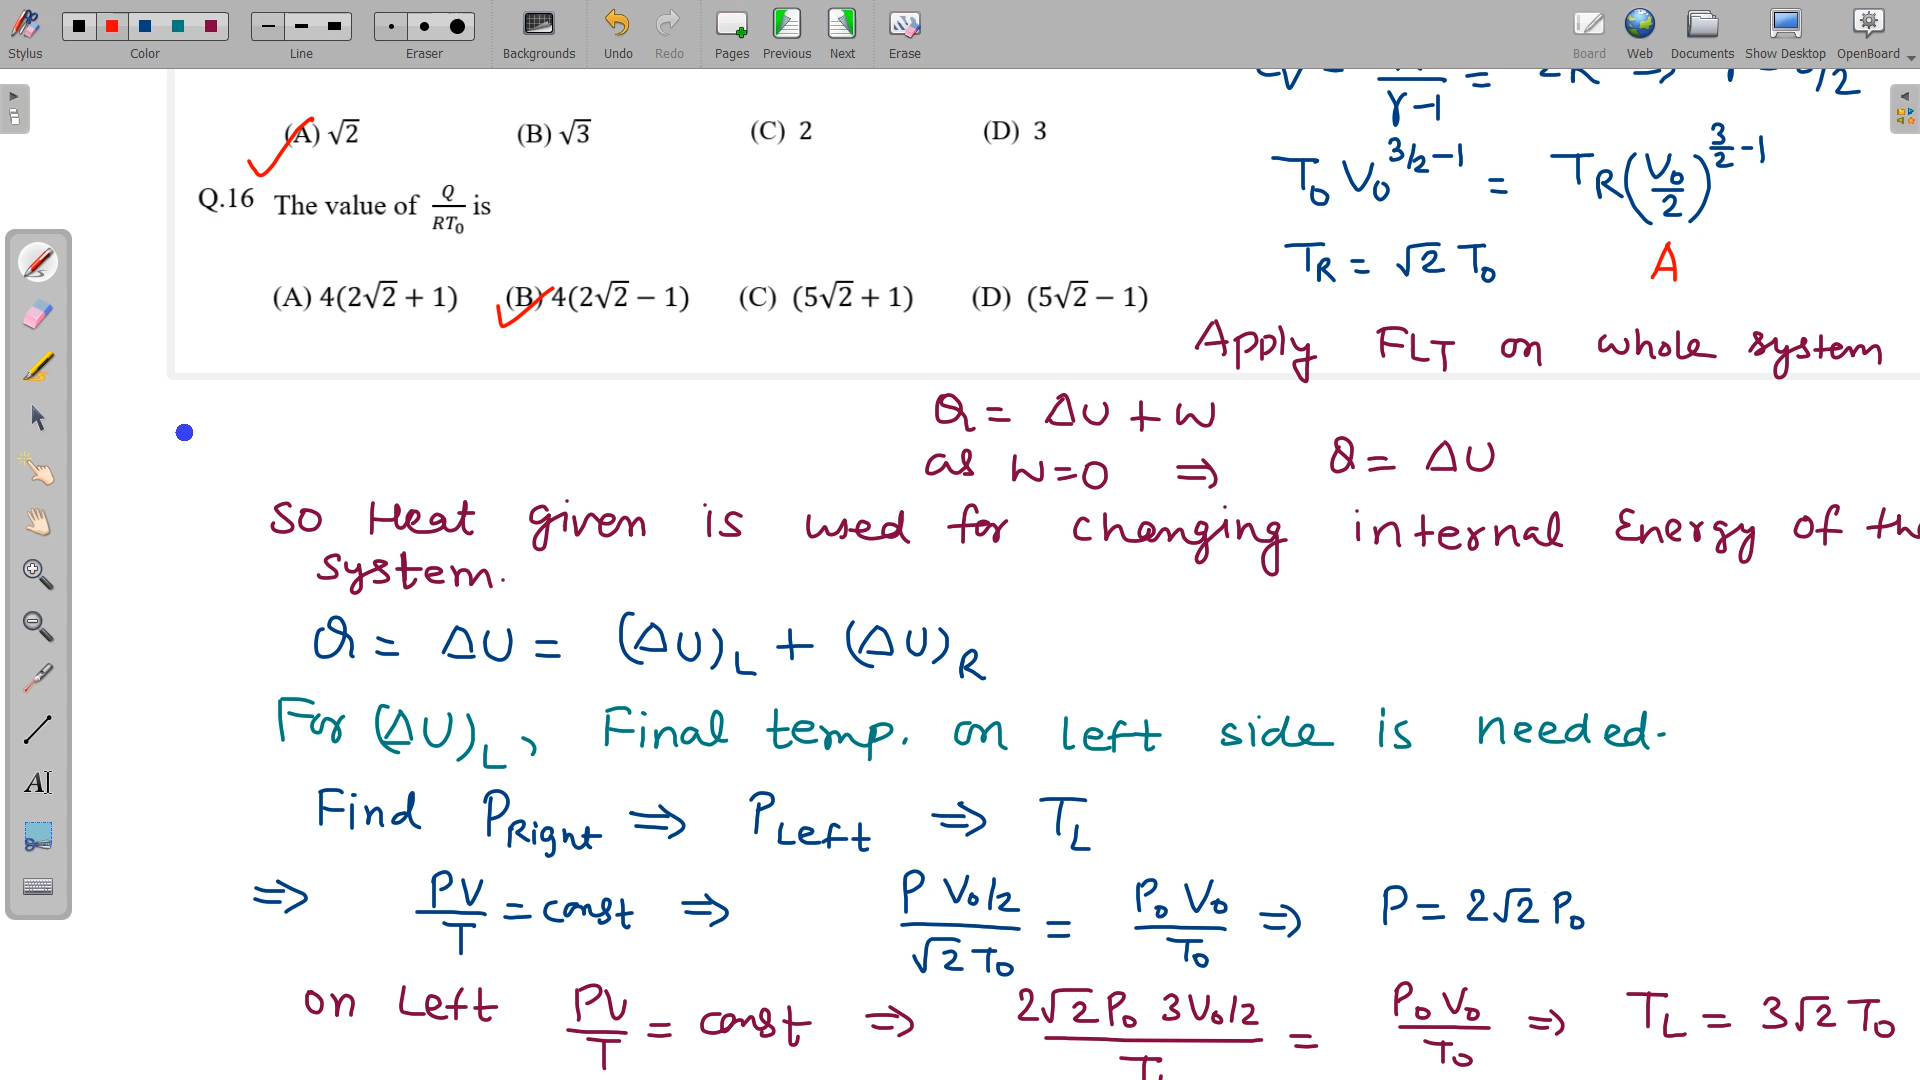 Stylus Color Line Eraser Backgrounds Undo Redo Pages Previous Next Erase Board Web Documents Show Desktop OpenBoard
(A) √2 (B) √3 (C) 2 (D) 3
Q.16 The value of Q/RT₀ is
(A) 4(2√2 + 1) (B) 4(2√2 − 1) (C) (5√2 + 1) (D) (5√2 − 1)
γ−1
T₀ V₀^(3/2−1) = T_R (V₀/2)^(3/2 −1)
T_R = √2 T₀ A
Apply FLT on whole system
Q = ΔU + W
as W=0 ⇒ Q = ΔU
So Heat given is used for changing internal Energy of th
system.
Q = ΔU = (ΔU)_L + (ΔU)_R
For (ΔU)_L, Final temp. on left side is needed.
Find P_Right ⇒ P_Left ⇒ T_L
⇒ PV/T = const ⇒ P V₀/2 / √2 T₀ = P₀ V₀ / T₀ ⇒ P = 2√2 P₀
on Left PV/T = const ⇒ 2√2 P₀ 3V₀/2 / T_L = P₀ V₀ / T₀ ⇒ T_L = 3√2 T₀